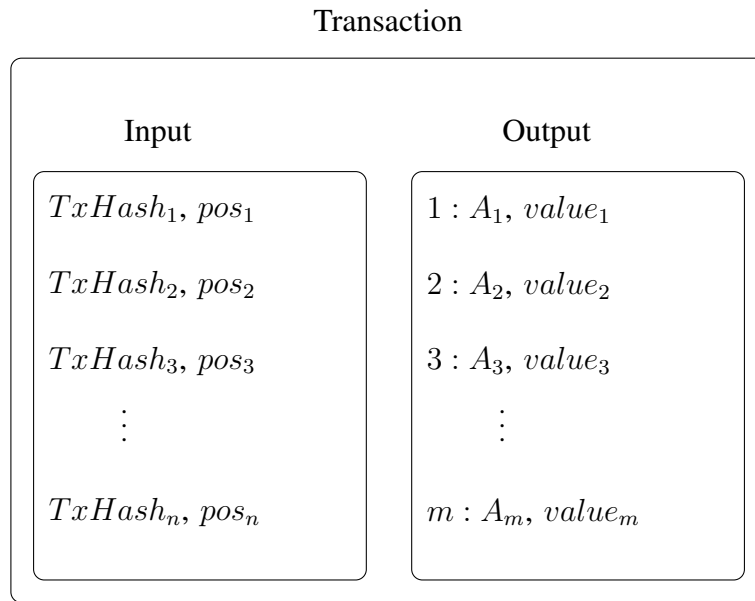 Transaction
Input
TxHash₁, pos₁
TxHash₂, pos₂
TxHash₃, pos₃
⋮
TxHashₙ, posₙ
Output
1 : A₁, value₁
2 : A₂, value₂
3 : A₃, value₃
⋮
m : Aₘ, valueₘ